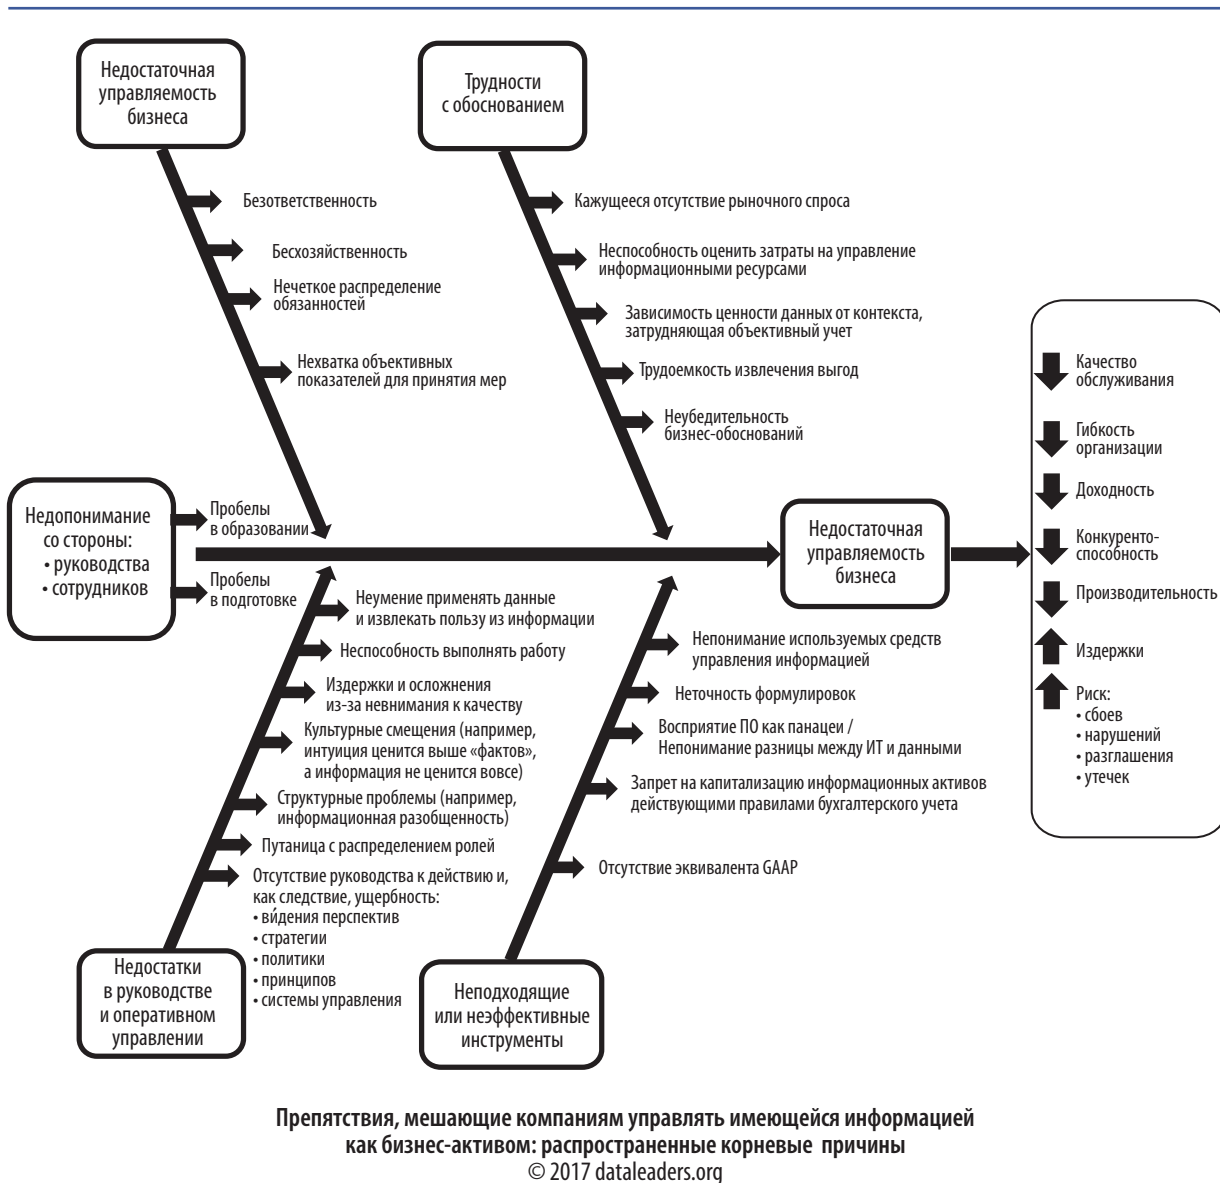 Недостаточная
управляемость
бизнеса
Трудности
с обоснованием
Безответственность
Бесхозяйственность
Нечеткое распределение
обязанностей
Нехватка объективных
показателей для принятия мер
Кажущееся отсутствие рыночного спроса
Неспособность оценить затраты на управление
информационными ресурсами
Зависимость ценности данных от контекста,
затрудняющая объективный учет
Трудоемкость извлечения выгод
Неубедительность
бизнес-обоснований
Недопонимание
со стороны:
• руководства
• сотрудников
Пробелы
в образовании
Пробелы
в подготовке
Недостаточная
управляемость
бизнеса
Качество
обслуживания
Гибкость
организации
Доходность
Конкуренто-
способность
Производительность
Издержки
Риск:
• сбоев
• нарушений
• разглашения
• утечек
Неумение применять данные
и извлекать пользу из информации
Неспособность выполнять работу
Издержки и осложнения
из-за невнимания к качеству
Культурные смещения (например,
интуиция ценится выше «фактов»,
а информация не ценится вовсе)
Структурные проблемы (например,
информационная разобщенность)
Путаница с распределением ролей
Отсутствие руководства к действию и,
как следствие, ущербность:
• ви́дения перспектив
• стратегии
• политики
• принципов
• системы управления
Непонимание используемых средств
управления информацией
Неточность формулировок
Восприятие ПО как панацеи /
Непонимание разницы между ИТ и данными
Запрет на капитализацию информационных активов
действующими правилами бухгалтерского учета
Отсутствие эквивалента GAAP
Недостатки
в руководстве
и оперативном
управлении
Неподходящие
или неэффективные
инструменты
Препятствия, мешающие компаниям управлять имеющейся информацией
как бизнес-активом: распространенные корневые причины
© 2017 dataleaders.org